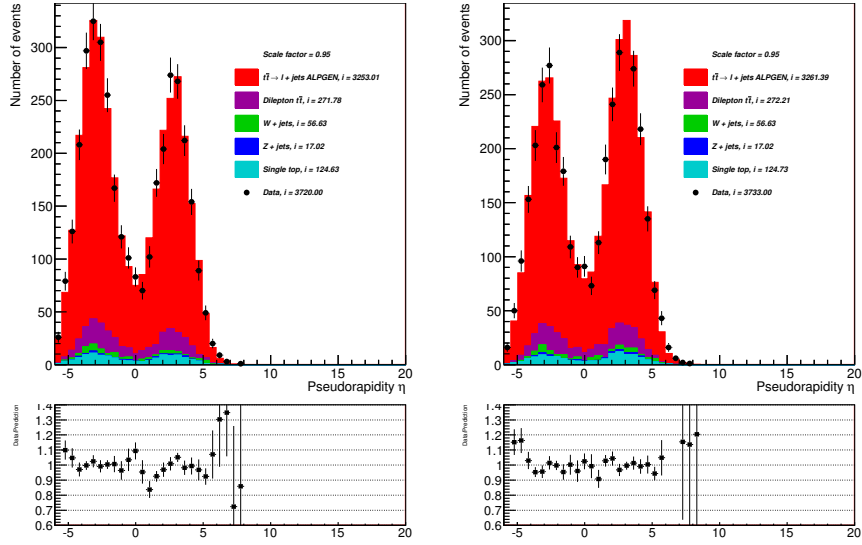 Number of events
300
250
200
150
100
50
0
Scale factor = 0.95
tt̄ → l + jets ALPGEN, i = 3253.01
Dilepton tt̄, i = 271.78
W + jets, i = 56.63
Z + jets, i = 17.02
Single top, i = 124.63
Data, i = 3720.00
-5 0 5 10 15 20
Pseudorapidity η
Data/Prediction
1.4
1.3
1.2
1.1
1
0.9
0.8
0.7
0.6
-5 0 5 10 15 20
Number of events
300
250
200
150
100
50
0
Scale factor = 0.95
tt̄ → l + jets ALPGEN, i = 3261.39
Dilepton tt̄, i = 272.21
W + jets, i = 56.63
Z + jets, i = 17.02
Single top, i = 124.73
Data, i = 3733.00
-5 0 5 10 15 20
Pseudorapidity η
Data/Prediction
1.4
1.3
1.2
1.1
1
0.9
0.8
0.7
0.6
-5 0 5 10 15 20